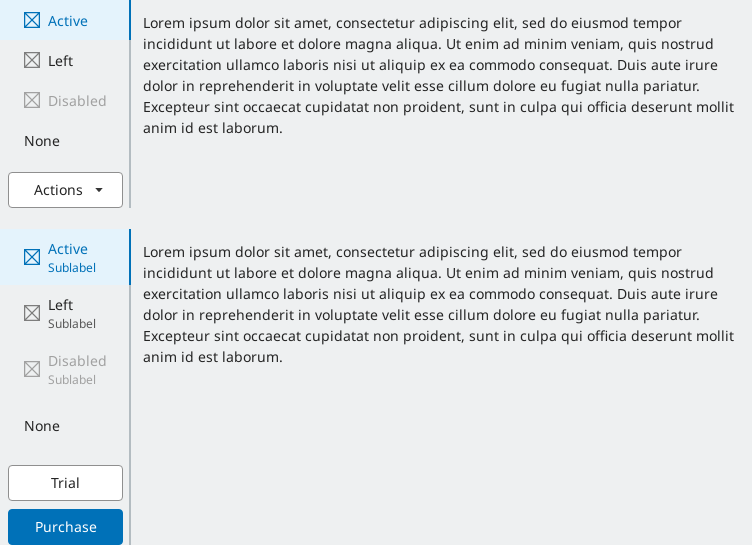 Active
Left
Disabled
None
Actions
Lorem ipsum dolor sit amet, consectetur adipiscing elit, sed do eiusmod tempor
incididunt ut labore et dolore magna aliqua. Ut enim ad minim veniam, quis nostrud
exercitation ullamco laboris nisi ut aliquip ex ea commodo consequat. Duis aute irure
dolor in reprehenderit in voluptate velit esse cillum dolore eu fugiat nulla pariatur.
Excepteur sint occaecat cupidatat non proident, sunt in culpa qui officia deserunt mollit
anim id est laborum.
Active
Sublabel
Left
Sublabel
Disabled
Sublabel
None
Trial
Purchase
Lorem ipsum dolor sit amet, consectetur adipiscing elit, sed do eiusmod tempor
incididunt ut labore et dolore magna aliqua. Ut enim ad minim veniam, quis nostrud
exercitation ullamco laboris nisi ut aliquip ex ea commodo consequat. Duis aute irure
dolor in reprehenderit in voluptate velit esse cillum dolore eu fugiat nulla pariatur.
Excepteur sint occaecat cupidatat non proident, sunt in culpa qui officia deserunt mollit
anim id est laborum.